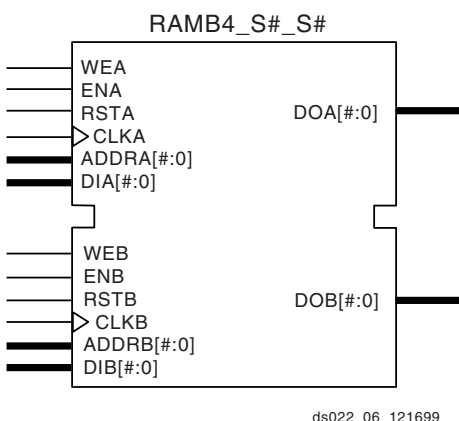 RAMB4_S#_S#
WEA
ENA
RSTA
CLKA
ADDRA[#:0]
DIA[#:0]
DOA[#:0]
WEB
ENB
RSTB
CLKB
ADDRB[#:0]
DIB[#:0]
DOB[#:0]
ds022_06_121699